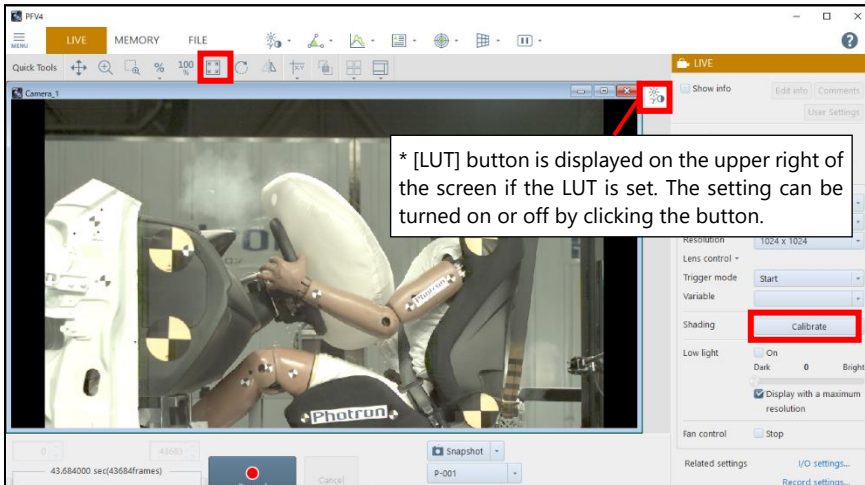 PFV4
MENU
LIVE
MEMORY
FILE
Quick Tools
%
100
%
LIVE
Camera_1
Show info
Edit info
Comments
User Settings
* [LUT] button is displayed on the upper right of
the screen if the LUT is set. The setting can be
turned on or off by clicking the button.
Resolution
1024 x 1024
Lens control
Trigger mode
Start
Variable
Shading
Calibrate
Low light
On
Dark 0 Bright
Display with a maximum
resolution
Fan control
Stop
Photron
Photron
0
43683
Snapshot
43.684000 sec(43684frames)
Cancel
P-001
Related settings
I/O settings...
Record settings...